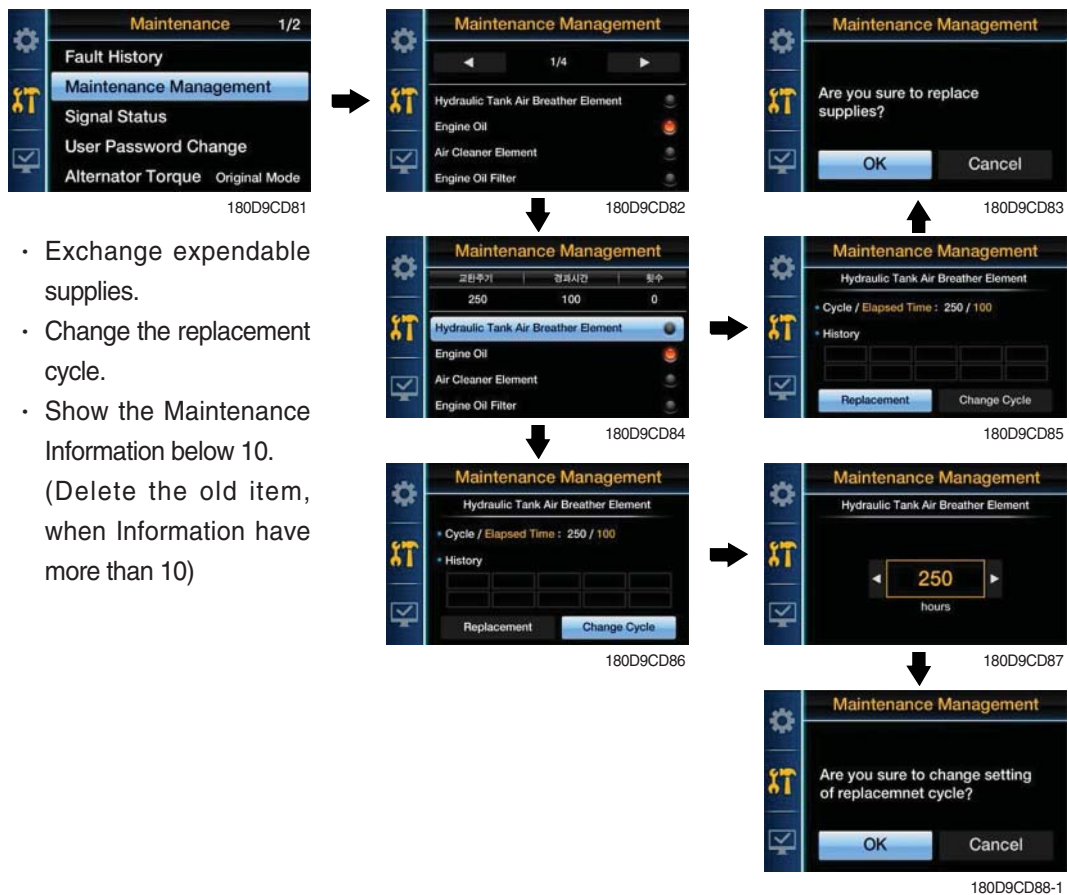 Maintenance 1/2
Fault History
Maintenance Management
Signal Status
User Password Change
Alternator Torque Original Mode
180D9CD81
· Exchange expendable
supplies.
· Change the replacement
cycle.
· Show the Maintenance
Information below 10.
(Delete the old item,
when Information have
more than 10)
Maintenance Management
1/4
Hydraulic Tank Air Breather Element
Engine Oil
Air Cleaner Element
Engine Oil Filter
180D9CD82
Maintenance Management
Are you sure to replace
supplies?
OK Cancel
180D9CD83
Maintenance Management
교환주기 경과시간 횟수
250 100 0
Hydraulic Tank Air Breather Element
Engine Oil
Air Cleaner Element
Engine Oil Filter
180D9CD84
Maintenance Management
Hydraulic Tank Air Breather Element
• Cycle / Elapsed Time : 250 / 100
• History
Replacement Change Cycle
180D9CD85
Maintenance Management
Hydraulic Tank Air Breather Element
• Cycle / Elapsed Time : 250 / 100
• History
Replacement Change Cycle
180D9CD86
Maintenance Management
Hydraulic Tank Air Breather Element
250
hours
180D9CD87
Maintenance Management
Are you sure to change setting
of replacemnet cycle?
OK Cancel
180D9CD88-1